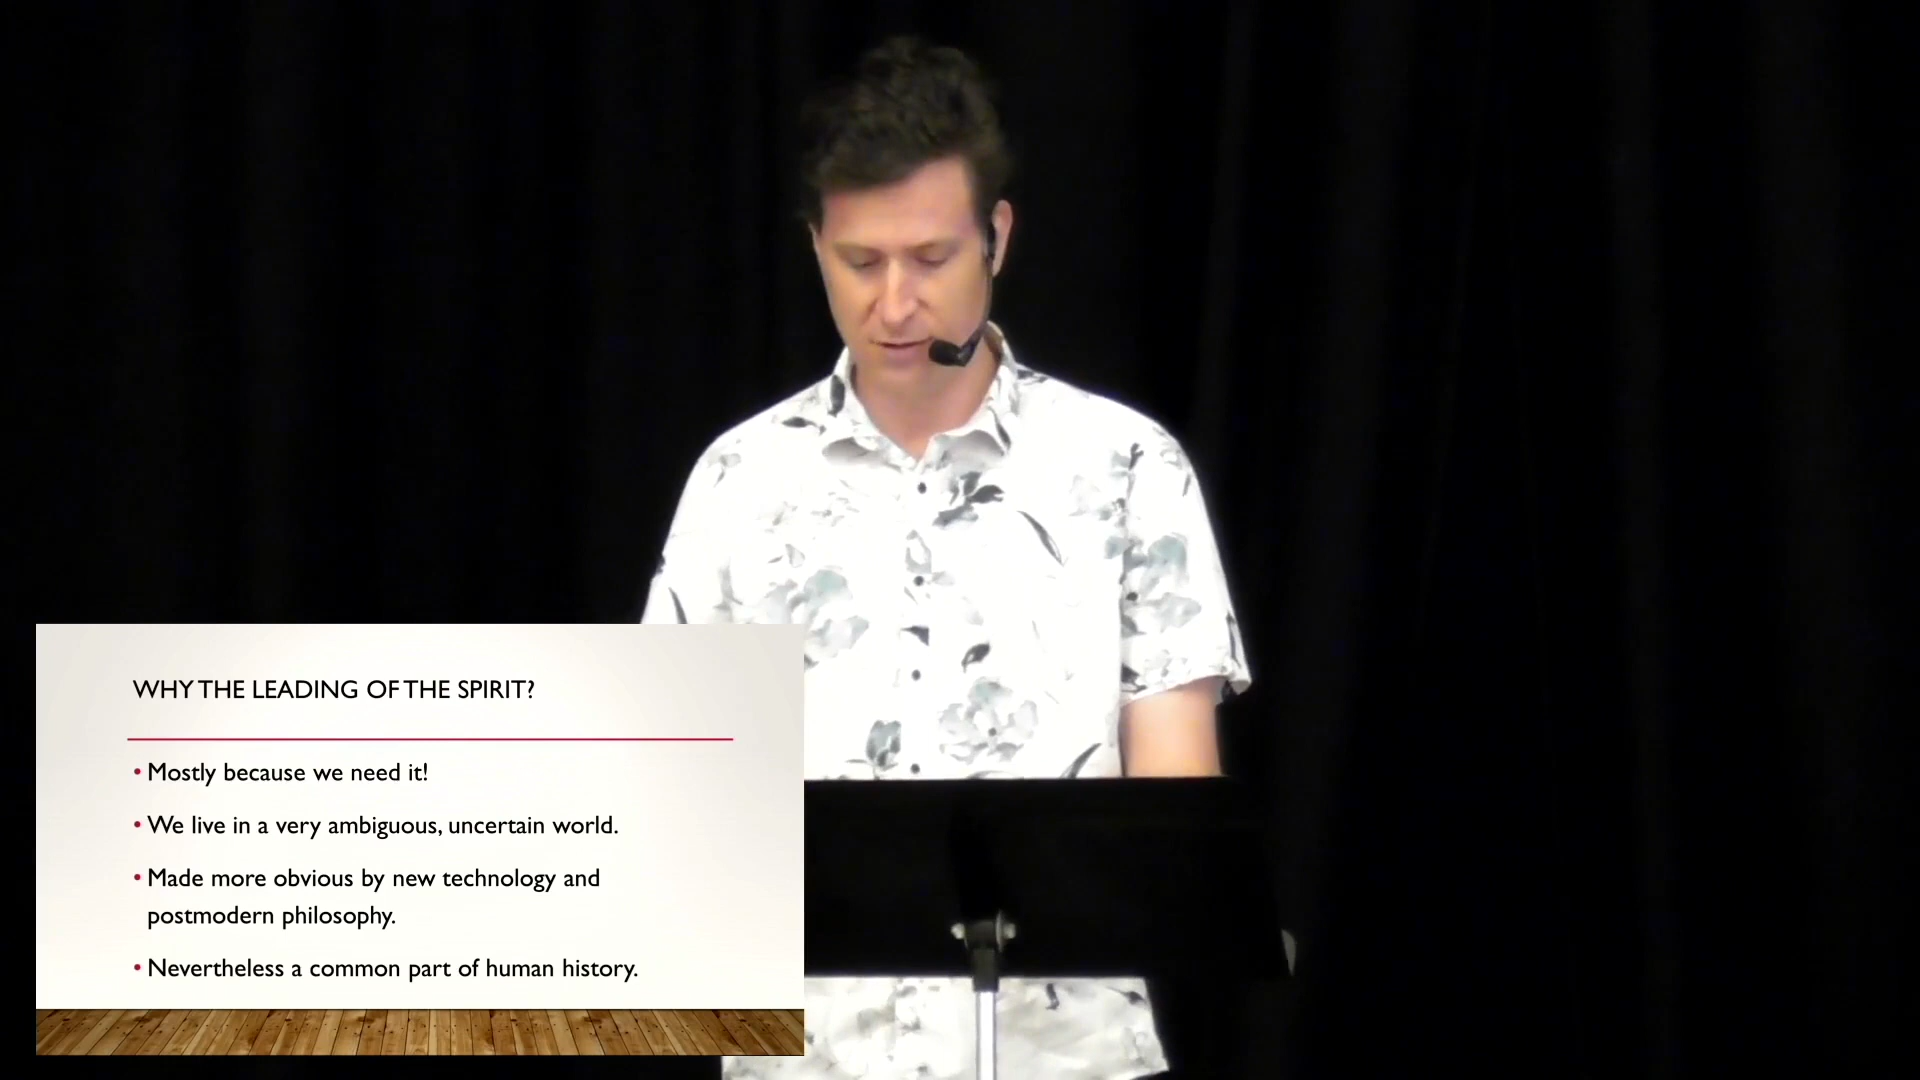 WHY THE LEADING OF THE SPIRIT?
• Mostly because we need it!
• We live in a very ambiguous, uncertain world.
• Made more obvious by new technology and
postmodern philosophy.
• Nevertheless a common part of human history.